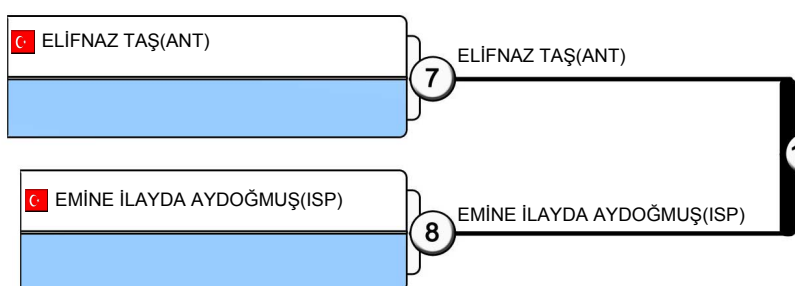 ELİFNAZ TAŞ(ANT)
7
ELİFNAZ TAŞ(ANT)
EMİNE İLAYDA AYDOĞMUŞ(ISP)
8
EMİNE İLAYDA AYDOĞMUŞ(ISP)